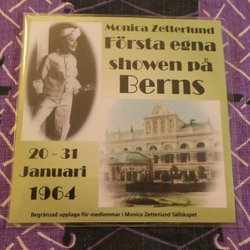 Monica Zetterlund
Första egna
showen på
Berns
20 - 31
Januari
1964
Begränsad upplaga för medlemmar i Monica Zetterlund Sällskapet